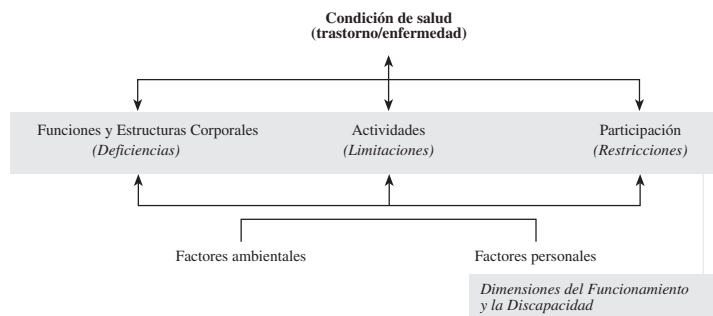 Condición de salud
(trastorno/enfermedad)
Funciones y Estructuras Corporales
(Deficiencias)
Actividades
(Limitaciones)
Participación
(Restricciones)
Factores ambientales
Factores personales
Dimensiones del Funcionamiento
y la Discapacidad